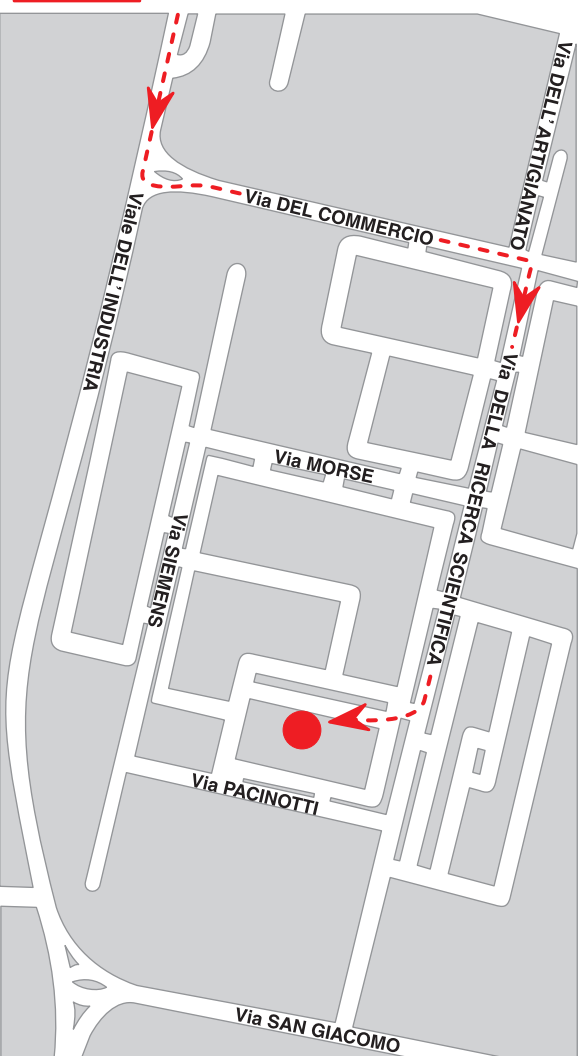 Via DELL' ARTIGIANATO
Via DEL COMMERCIO
Viale DELL' INDUSTRIA
Via DELLA RICERCA SCIENTIFICA
Via MORSE
Via SIEMENS
Via PACINOTTI
Via SAN GIACOMO